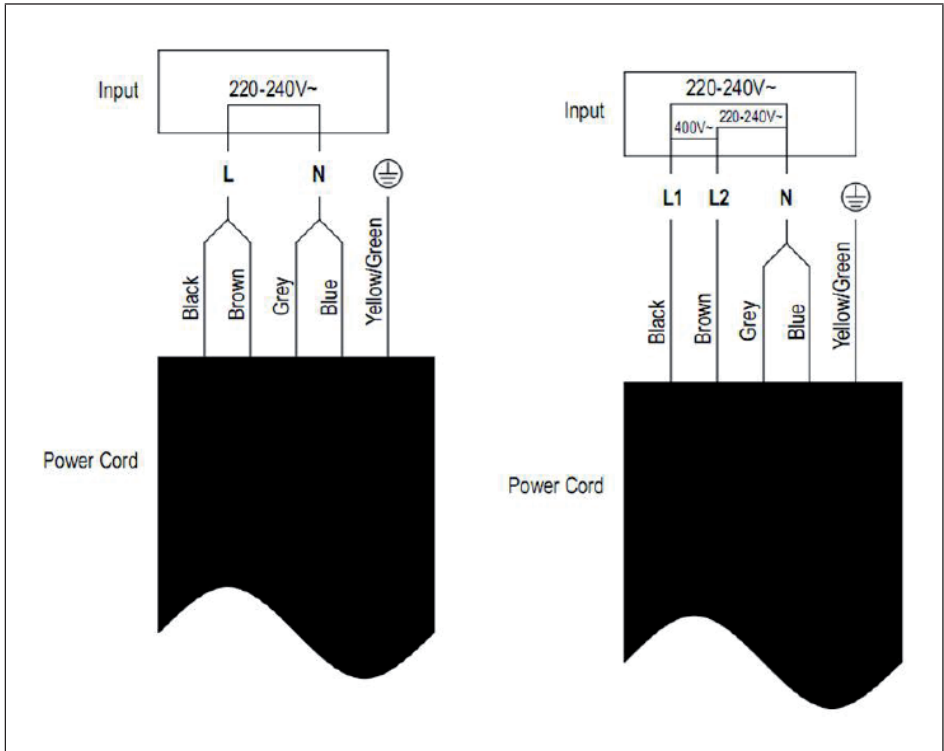 Input
220-240V~
L
N
Black
Brown
Grey
Blue
Yellow/Green
Power Cord
Input
220-240V~
400V~
220-240V~
L1
L2
N
Black
Brown
Grey
Blue
Yellow/Green
Power Cord